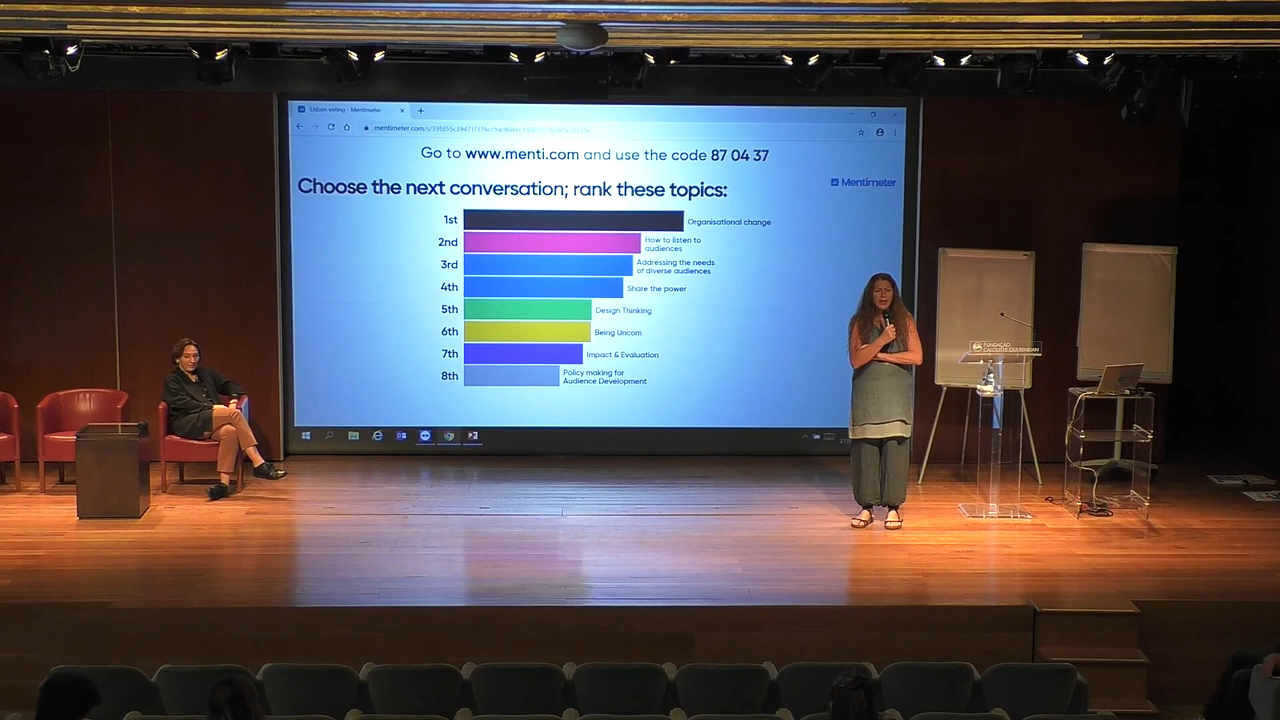 Lisbon voting - Mentimeter
Go to www.menti.com and use the code 87 04 37
Choose the next conversation; rank these topics:
Mentimeter
1st Organisational change
2nd How to listen to
audiences
3rd Addressing the needs
of diverse audiences
4th Share the power
5th Design Thinking
6th Being Uncom
7th Impact & Evaluation
8th Policy making for
Audience Development
FUNDAÇÃO
CALOUSTE GULBENKIAN